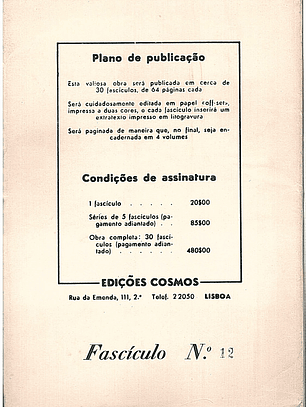 Plano de publicação
Esta valiosa obra será publicada em cerca de
30 fascículos, de 64 páginas cada
Será cuidadosamente editada em papel «off-set»,
impressa a duas cores, e cada fascículo inserirá um
extratexto impresso em litogravura
Será paginada de maneira que, no final, seja en-
cadernada em 4 volumes
Condições de assinatura
1 fascículo . . . . . 20$00
Séries de 5 fascículos (pa-
gamento adiantado) . . 85$00
Obra completa: 30 fascí-
culos (pagamento adian-
tado) . . . . . . 480$00
EDIÇÕES COSMOS
Rua da Emenda, 111, 2.º Telef. 2 2050 LISBOA
Fascículo N.º 12